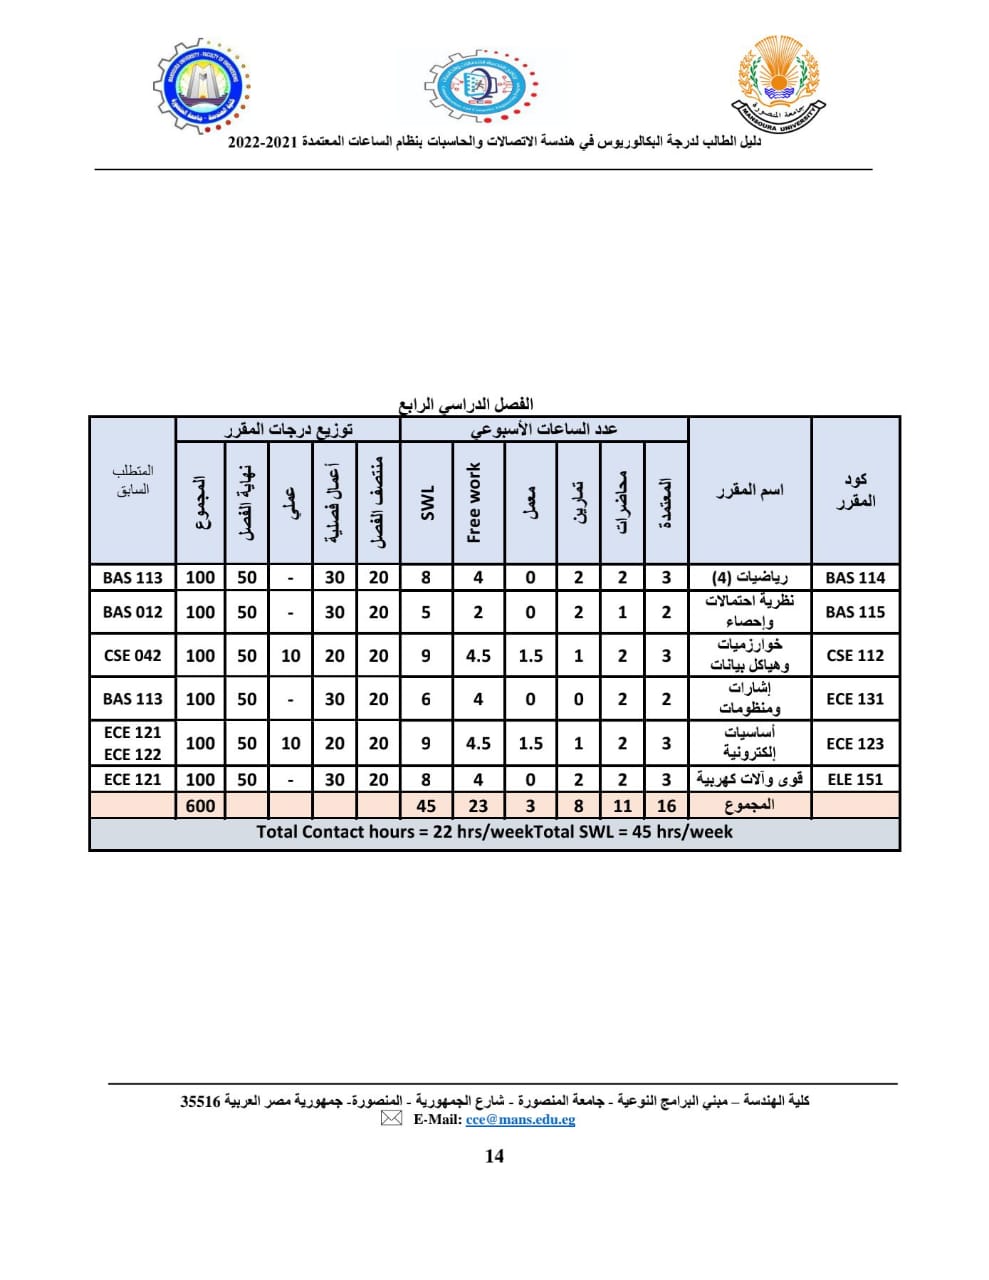 MANSOURA UNIVERSITY - FACULTY OF ENGINEERING
كلية الهندسة - جامعة المنصورة
جامعة المنصورة
MANSOURA UNIVERSITY
دليل الطالب لدرجة البكالوريوس في هندسة الاتصالات والحاسبات بنظام الساعات المعتمدة 2021-2022
الفصل الدراسي الرابع
كود المقرر | اسم المقرر | عدد الساعات الأسبوعي | توزيع درجات المقرر | المتطلب السابق
المعتمدة | محاضرات | تمارين | معمل | Free work | SWL | منتصف الفصل | أعمال فصلية | عملي | نهاية الفصل | المجموع
BAS 114 | رياضيات (4) | 3 | 2 | 2 | 0 | 4 | 8 | 20 | 30 | - | 50 | 100 | BAS 113
BAS 115 | نظرية احتمالات وإحصاء | 2 | 1 | 2 | 0 | 2 | 5 | 20 | 30 | - | 50 | 100 | BAS 012
CSE 112 | خوارزميات وهياكل بيانات | 3 | 2 | 1 | 1.5 | 4.5 | 9 | 20 | 20 | 10 | 50 | 100 | CSE 042
ECE 131 | إشارات ومنظومات | 2 | 2 | 0 | 0 | 4 | 6 | 20 | 30 | - | 50 | 100 | BAS 113
ECE 123 | أساسيات إلكترونية | 3 | 2 | 1 | 1.5 | 4.5 | 9 | 20 | 20 | 10 | 50 | 100 | ECE 121 ECE 122
ELE 151 | قوى وآلات كهربية | 3 | 2 | 2 | 0 | 4 | 8 | 20 | 30 | - | 50 | 100 | ECE 121
المجموع | 16 | 11 | 8 | 3 | 23 | 45 | 600
Total Contact hours = 22 hrs/weekTotal SWL = 45 hrs/week
كلية الهندسة – مبني البرامج النوعية - جامعة المنصورة - شارع الجمهورية - المنصورة- جمهورية مصر العربية 35516
E-Mail: cce@mans.edu.eg
14